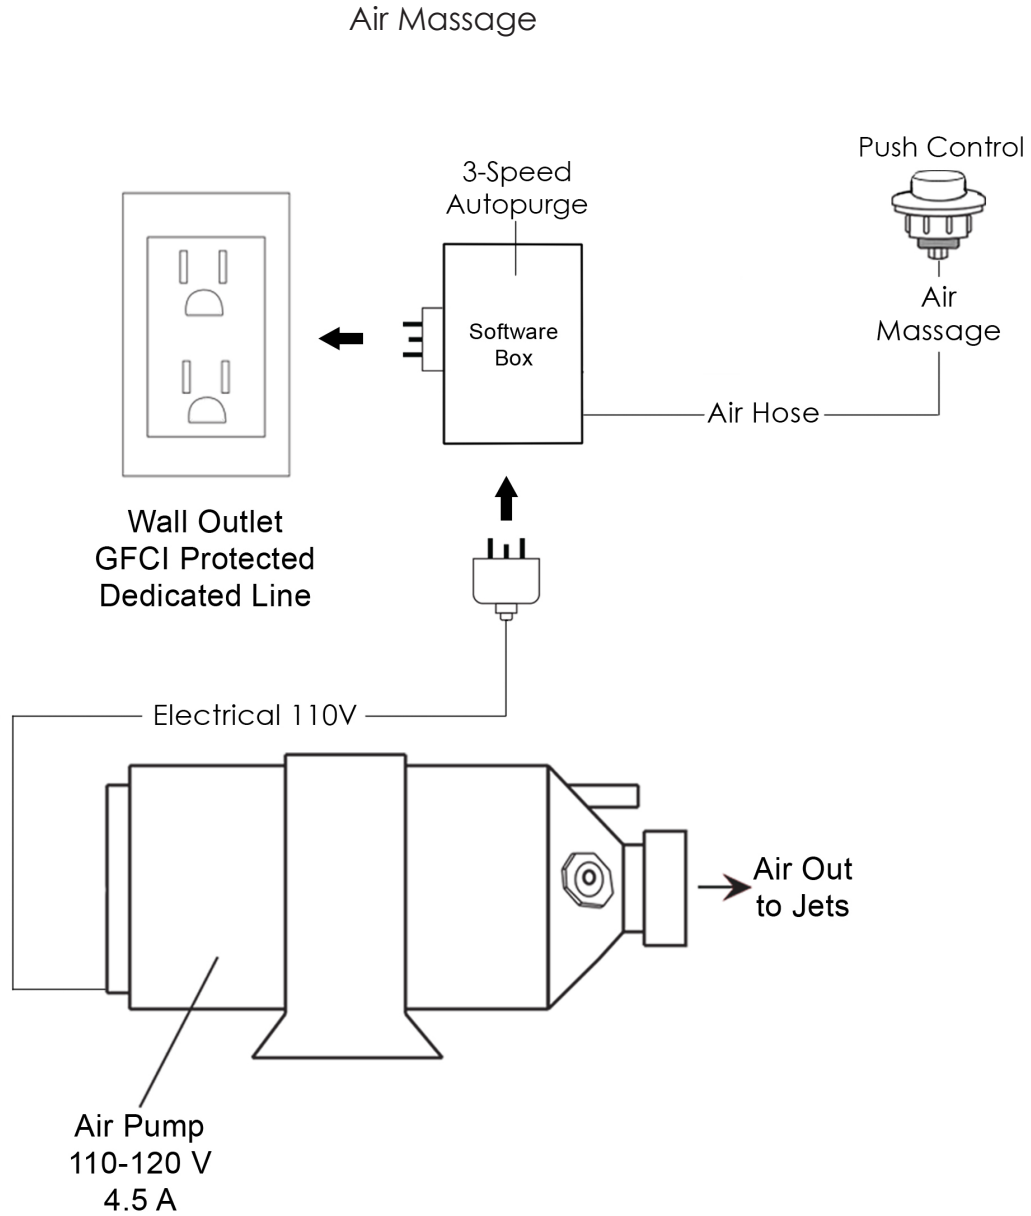 Air Massage
Push Control
3-Speed
Autopurge
Air
Massage
Software
Box
Air Hose
Wall Outlet
GFCI Protected
Dedicated Line
Electrical 110V
Air Out
to Jets
Air Pump
110-120 V
4.5 A